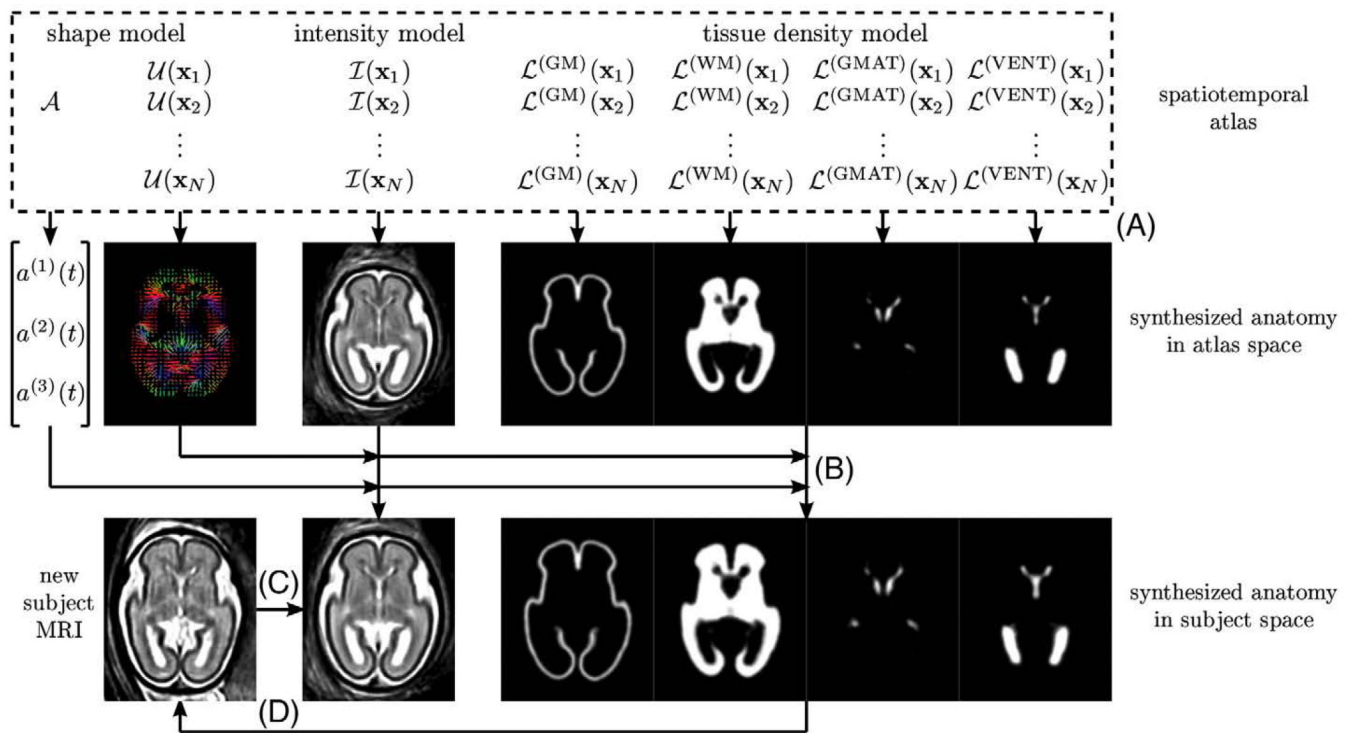 shape model intensity model tissue density model
𝒰(𝐱₁) ℐ(𝐱₁) ℒ^(GM)(𝐱₁) ℒ^(WM)(𝐱₁) ℒ^(GMAT)(𝐱₁) ℒ^(VENT)(𝐱₁)
𝒜 𝒰(𝐱₂) ℐ(𝐱₂) ℒ^(GM)(𝐱₂) ℒ^(WM)(𝐱₂) ℒ^(GMAT)(𝐱₂) ℒ^(VENT)(𝐱₂)
⋮ ⋮ ⋮ ⋮ ⋮ ⋮
𝒰(𝐱_N) ℐ(𝐱_N) ℒ^(GM)(𝐱_N) ℒ^(WM)(𝐱_N) ℒ^(GMAT)(𝐱_N) ℒ^(VENT)(𝐱_N)
spatiotemporal
atlas
(A)
a^(1)(t)
a^(2)(t)
a^(3)(t)
synthesized anatomy
in atlas space
(B)
new
subject
MRI
(C)
synthesized anatomy
in subject space
(D)